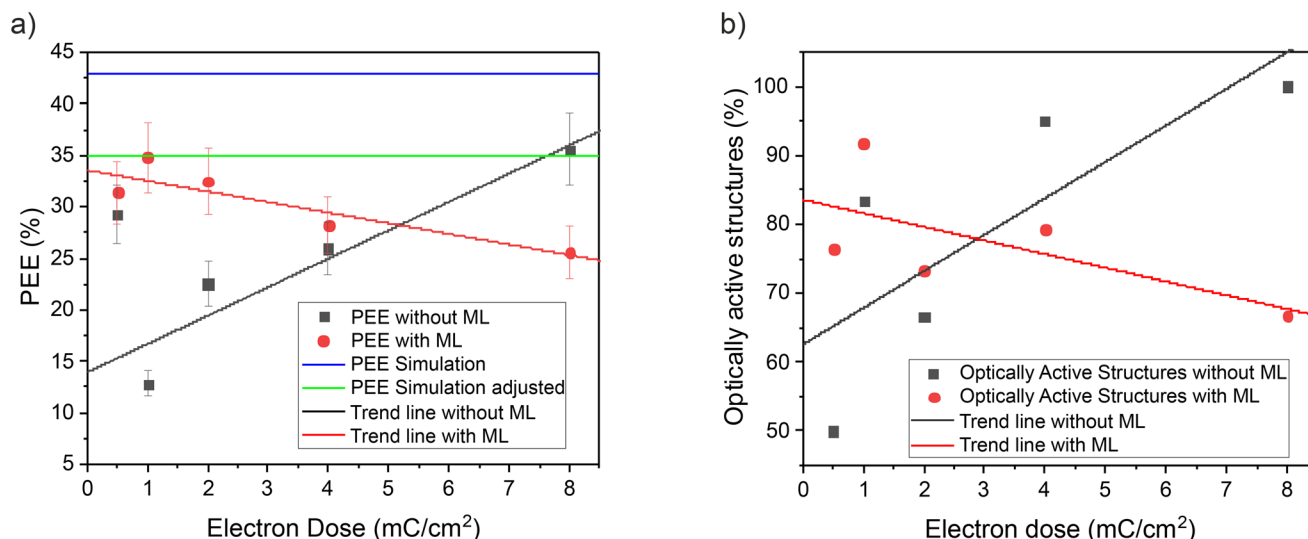 a)
45
40
35
30
25
20
15
10
5
PEE (%)
PEE without ML
PEE with ML
PEE Simulation
PEE Simulation adjusted
Trend line without ML
Trend line with ML
0 1 2 3 4 5 6 7 8
Electron Dose (mC/cm²)
b)
100
90
80
70
60
50
Optically active structures (%)
Optically Active Structures without ML
Optically Active Structures with ML
Trend line without ML
Trend line with ML
0 1 2 3 4 5 6 7 8
Electron dose (mC/cm²)